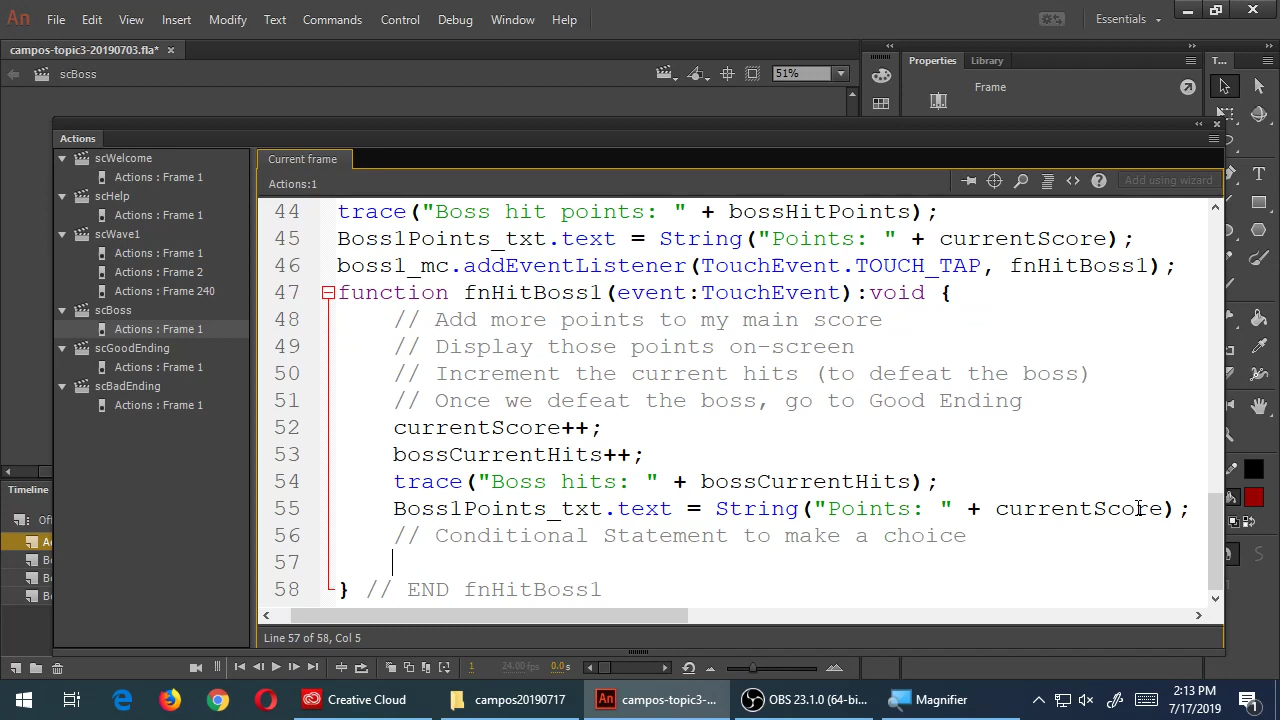 An File Edit View Insert Modify Text Commands Control Debug Window Help Essentials
campos-topic3-20190703.fla* ×
scBoss 51% Properties Library T...
Frame
Actions
scWelcome
Actions : Frame 1
scHelp
Actions : Frame 1
scWave1
Actions : Frame 1
Actions : Frame 2
Actions : Frame 240
scBoss
Actions : Frame 1
scGoodEnding
Actions : Frame 1
scBadEnding
Actions : Frame 1
Current frame
Actions:1 Add using wizard
44 trace("Boss hit points: " + bossHitPoints);
45 Boss1Points_txt.text = String("Points: " + currentScore);
46 boss1_mc.addEventListener(TouchEvent.TOUCH_TAP, fnHitBoss1);
47 function fnHitBoss1(event:TouchEvent):void {
48 // Add more points to my main score
49 // Display those points on-screen
50 // Increment the current hits (to defeat the boss)
51 // Once we defeat the boss, go to Good Ending
52 currentScore++;
53 bossCurrentHits++;
54 trace("Boss hits: " + bossCurrentHits);
55 Boss1Points_txt.text = String("Points: " + currentScore);
56 // Conditional Statement to make a choice
57
58 } // END fnHitBoss1
Line 57 of 58, Col 5
Timeline
1 24.00 fps 0.0 s
Creative Cloud campos20190717 An campos-topic3-... OBS 23.1.0 (64-bi... Magnifier
2:13 PM
7/17/2019